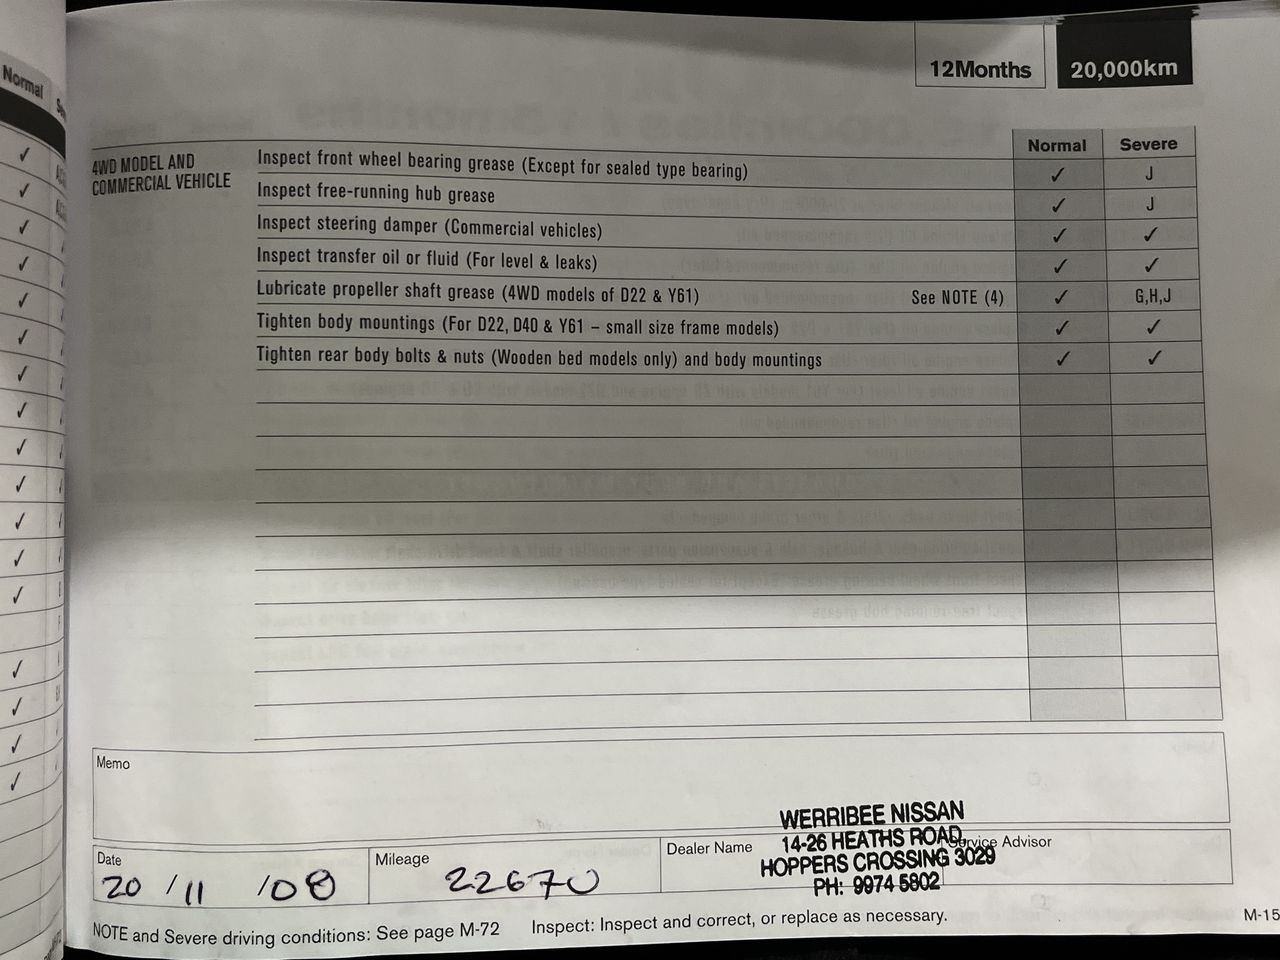 12Months 20,000km
Normal Severe
4WD MODEL AND
COMMERCIAL VEHICLE
Inspect front wheel bearing grease (Except for sealed type bearing) ✓ J
Inspect free-running hub grease ✓ J
Inspect steering damper (Commercial vehicles) ✓ ✓
Inspect transfer oil or fluid (For level & leaks) ✓ ✓
Lubricate propeller shaft grease (4WD models of D22 & Y61) See NOTE (4) ✓ G,H,J
Tighten body mountings (For D22, D40 & Y61 – small size frame models) ✓ ✓
Tighten rear body bolts & nuts (Wooden bed models only) and body mountings ✓ ✓
Memo
Date
20 / 11 / 08
Mileage
22670
Dealer Name
WERRIBEE NISSAN
14-26 HEATHS ROAD,
HOPPERS CROSSING 3029
PH: 9974 5802
Service Advisor
NOTE and Severe driving conditions: See page M-72 Inspect: Inspect and correct, or replace as necessary.
M-15
Normal